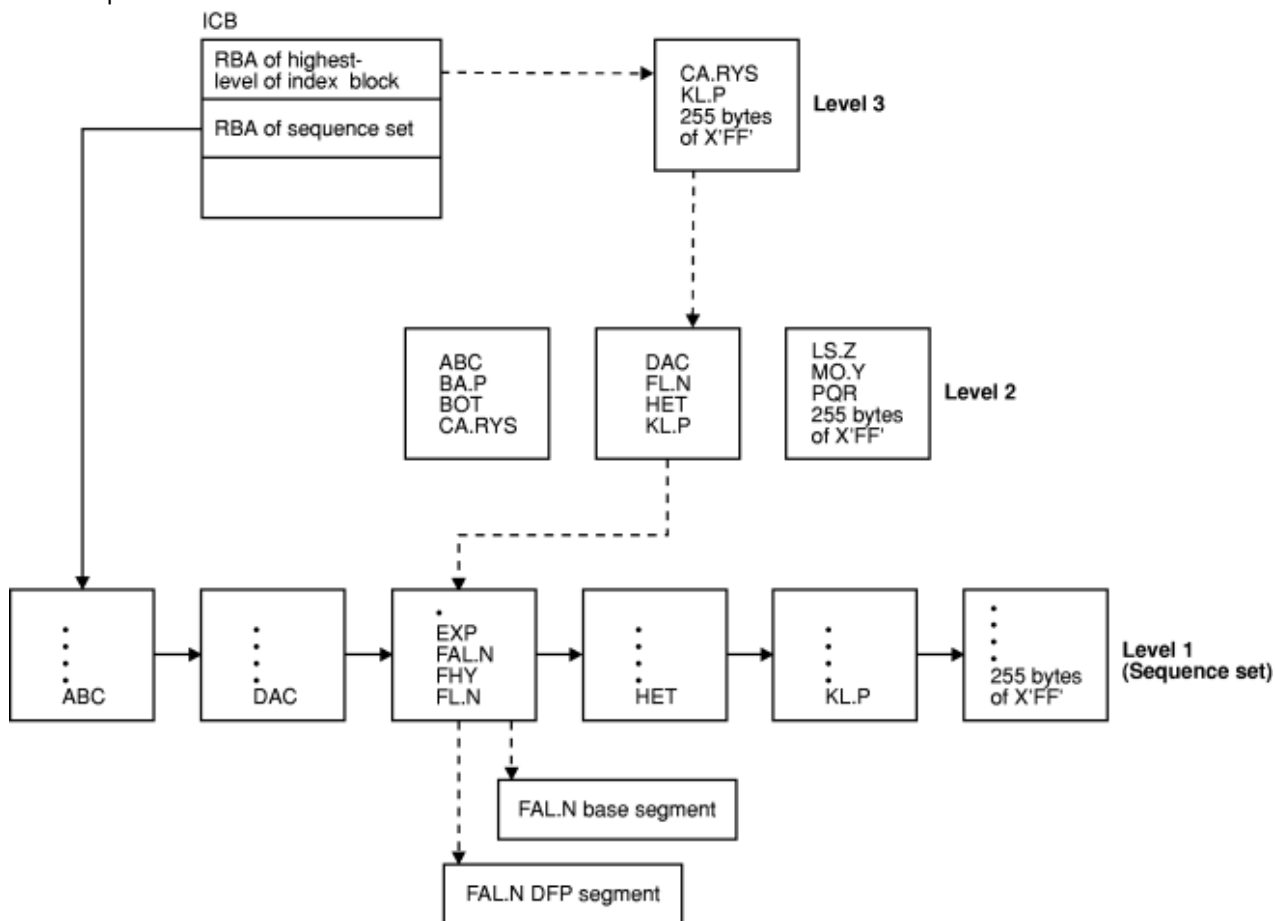 ICB
RBA of highest-
level of index block
RBA of sequence set
CA.RYS
KL.P
255 bytes
of X'FF'
Level 3
ABC
BA.P
BOT
CA.RYS
DAC
FL.N
HET
KL.P
LS.Z
MO.Y
PQR
255 bytes
of X'FF'
Level 2
ABC
DAC
EXP
FAL.N
FHY
FL.N
HET
KL.P
255 bytes
of X'FF'
Level 1
(Sequence set)
FAL.N base segment
FAL.N DFP segment